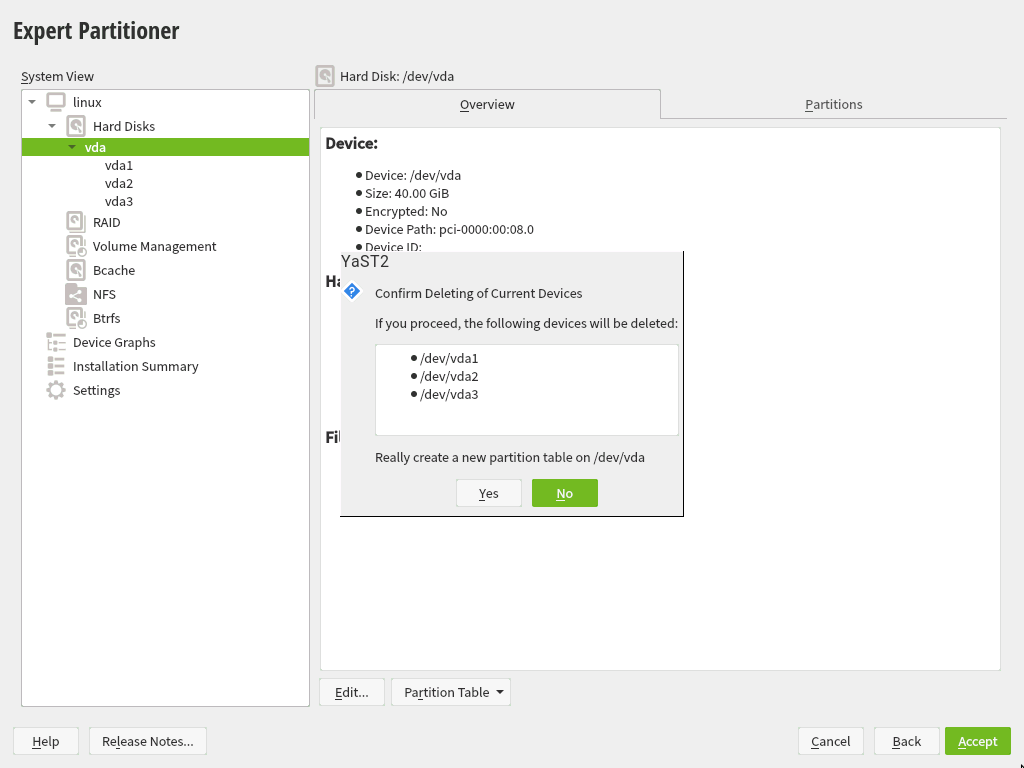 Expert Partitioner
System View
linux
Hard Disks
vda
vda1
vda2
vda3
RAID
Volume Management
Bcache
NFS
Btrfs
Device Graphs
Installation Summary
Settings
Hard Disk: /dev/vda
Overview
Partitions
Device:
Device: /dev/vda
Size: 40.00 GiB
Encrypted: No
Device Path: pci-0000:00:08.0
Device ID:
YaST2
Confirm Deleting of Current Devices
If you proceed, the following devices will be deleted:
/dev/vda1
/dev/vda2
/dev/vda3
Really create a new partition table on /dev/vda
Yes
No
Edit...
Partition Table
Help
Release Notes...
Cancel
Back
Accept